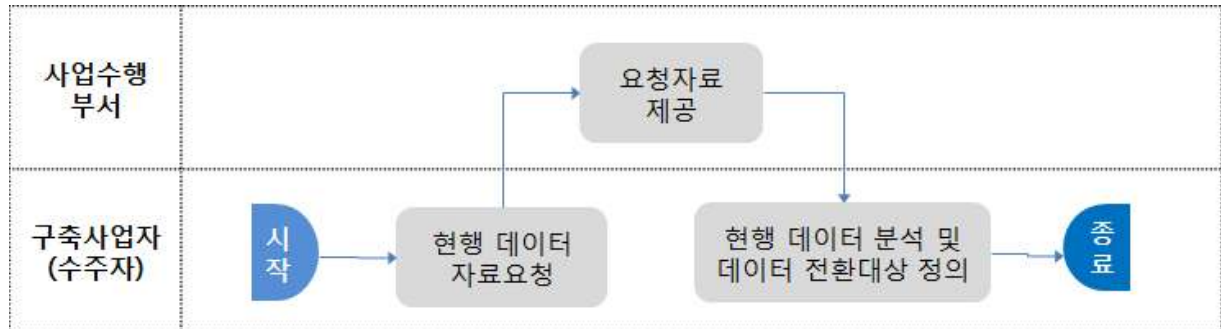 사업수행
부서
요청자료
제공
구축사업자
(수주자)
시
작
현행 데이터
자료요청
현행 데이터 분석 및
데이터 전환대상 정의
종
료